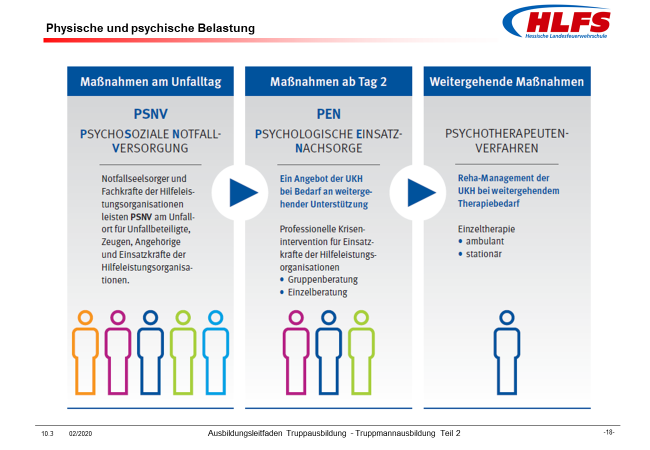 Physische und psychische Belastung
HLFS
Hessische Landesfeuerwehrschule
Maßnahmen am Unfalltag
PSNV
PSYCHOSOZIALE NOTFALL-
VERSORGUNG
Notfallseelsorger und
Fachkräfte der Hilfeleis-
tungsorganisationen
leisten PSNV am Unfall-
ort für Unfallbeteiligte,
Zeugen, Angehörige
und Einsatzkräfte der
Hilfeleistungsorganisa-
tionen.
Maßnahmen ab Tag 2
PEN
PSYCHOLOGISCHE EINSATZ-
NACHSORGE
Ein Angebot der UKH
bei Bedarf an weiterge-
hender Unterstützung
Professionelle Krisen-
intervention für Einsatz-
kräfte der Hilfeleistungs-
organisationen
• Gruppenberatung
• Einzelberatung
Weitergehende Maßnahmen
PSYCHOTHERAPEUTEN-
VERFAHREN
Reha-Management der
UKH bei weitergehendem
Therapiebedarf
Einzeltherapie
• ambulant
• stationär
10.3 02/2020 Ausbildungsleitfaden Truppausbildung - Truppmannausbildung Teil 2 -18-